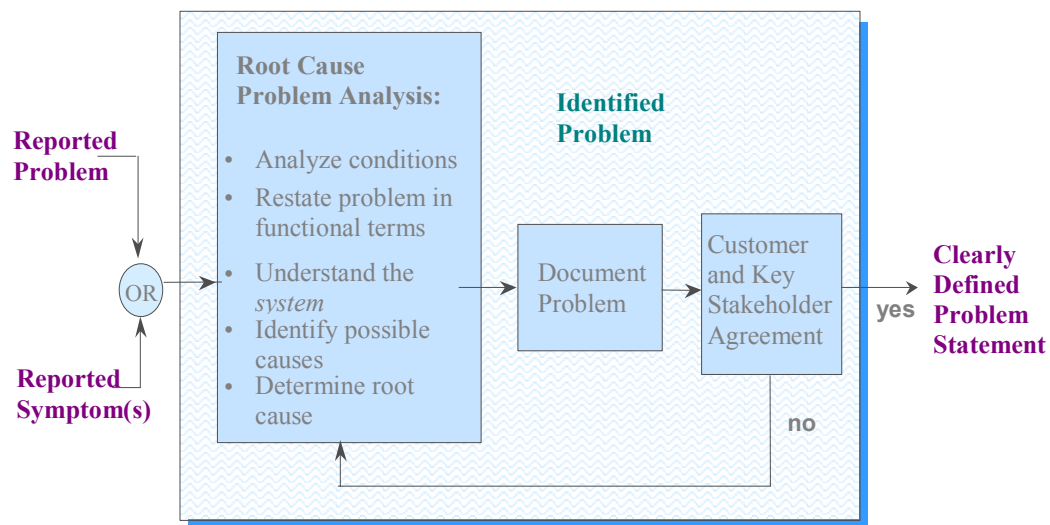 Reported
Problem
OR
Reported
Symptom(s)
Root Cause
Problem Analysis:
• Analyze conditions
• Restate problem in
functional terms
• Understand the
system
• Identify possible
causes
• Determine root
cause
Identified
Problem
Document
Problem
Customer
and Key
Stakeholder
Agreement
yes
no
Clearly
Defined
Problem
Statement